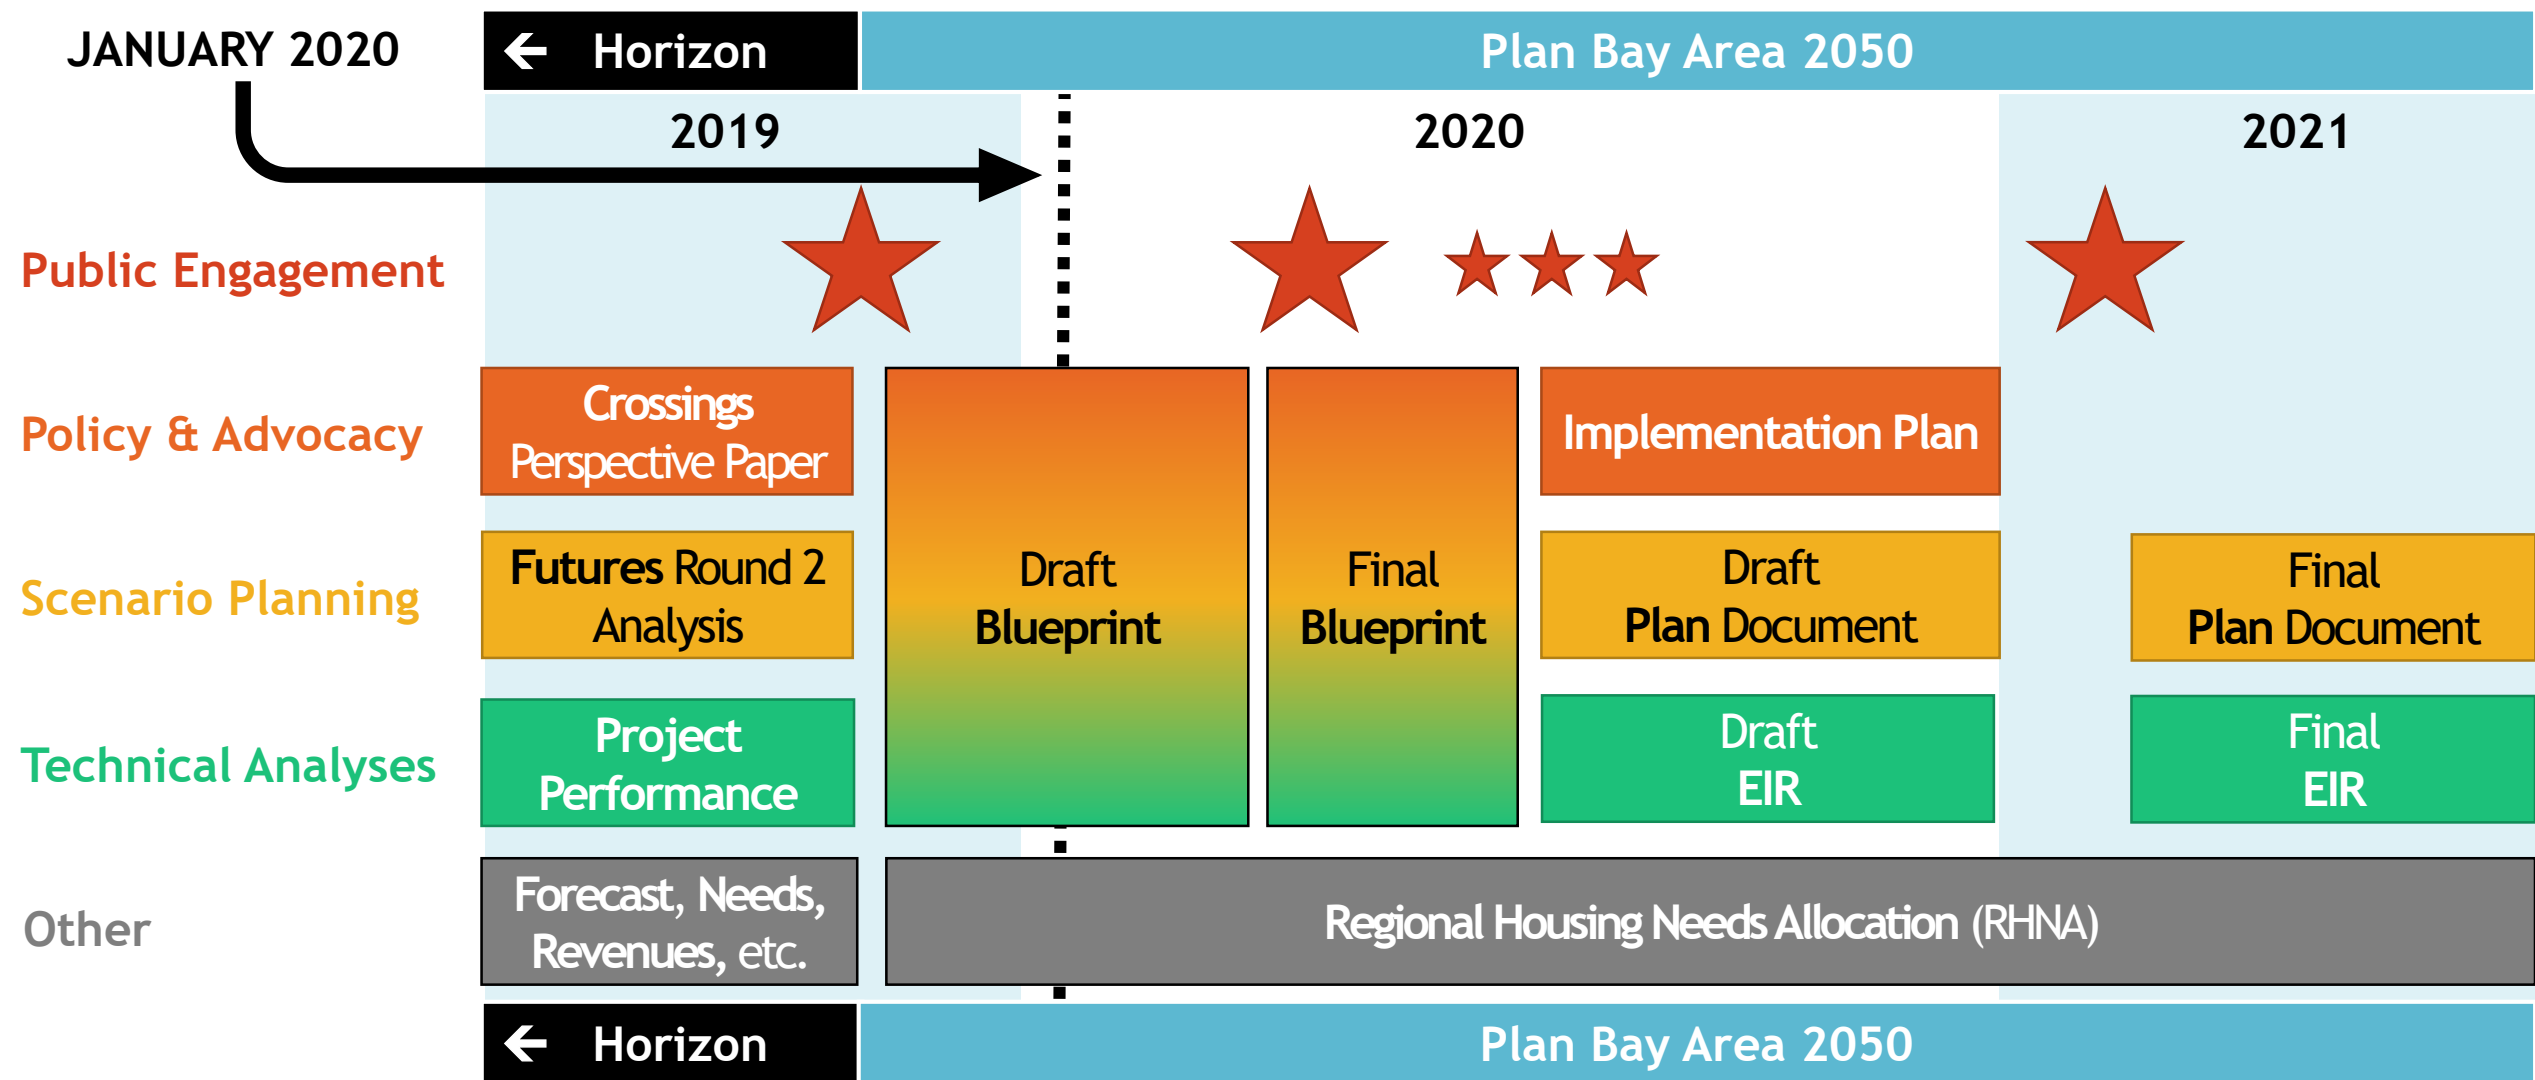 JANUARY 2020
Horizon
Plan Bay Area 2050
2019
2020
2021
Public Engagement
Policy & Advocacy
Crossings
Perspective Paper
Implementation Plan
Scenario Planning
Futures Round 2
Analysis
Draft
Blueprint
Final
Blueprint
Draft
Plan Document
Final
Plan Document
Technical Analyses
Project
Performance
Draft
EIR
Final
EIR
Other
Forecast, Needs,
Revenues, etc.
Regional Housing Needs Allocation (RHNA)
Horizon
Plan Bay Area 2050